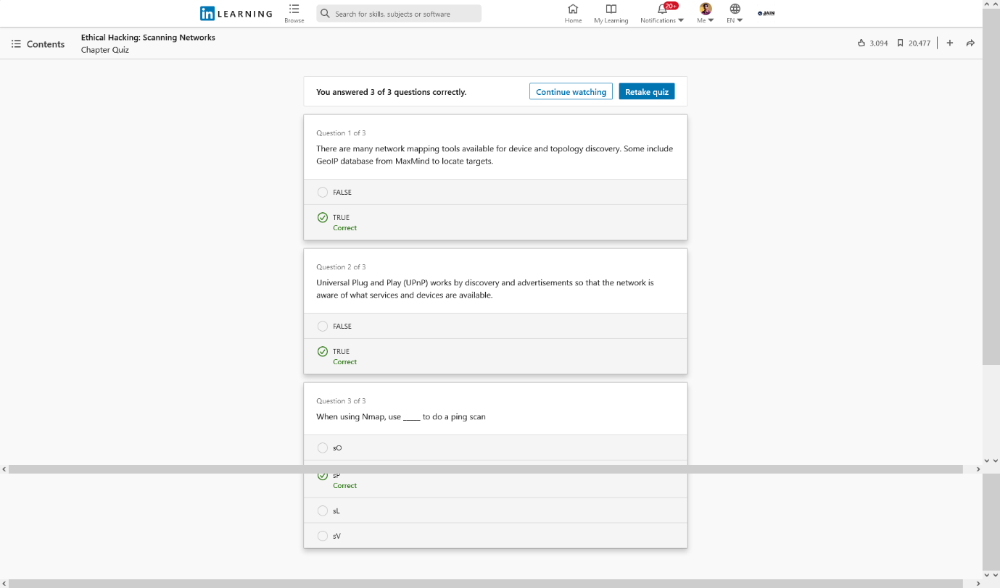 in LEARNING
Browse
Search for skills, subjects or software
Home
My Learning
20+
Notifications
Me
EN
JAIN
Contents
Ethical Hacking: Scanning Networks
Chapter Quiz
3,094
20,477
You answered 3 of 3 questions correctly.
Continue watching
Retake quiz
Question 1 of 3
There are many network mapping tools available for device and topology discovery. Some include
GeoIP database from MaxMind to locate targets.
FALSE
TRUE
Correct
Question 2 of 3
Universal Plug and Play (UPnP) works by discovery and advertisements so that the network is
aware of what services and devices are available.
FALSE
TRUE
Correct
Question 3 of 3
When using Nmap, use _____ to do a ping scan
sO
sP
Correct
sL
sV